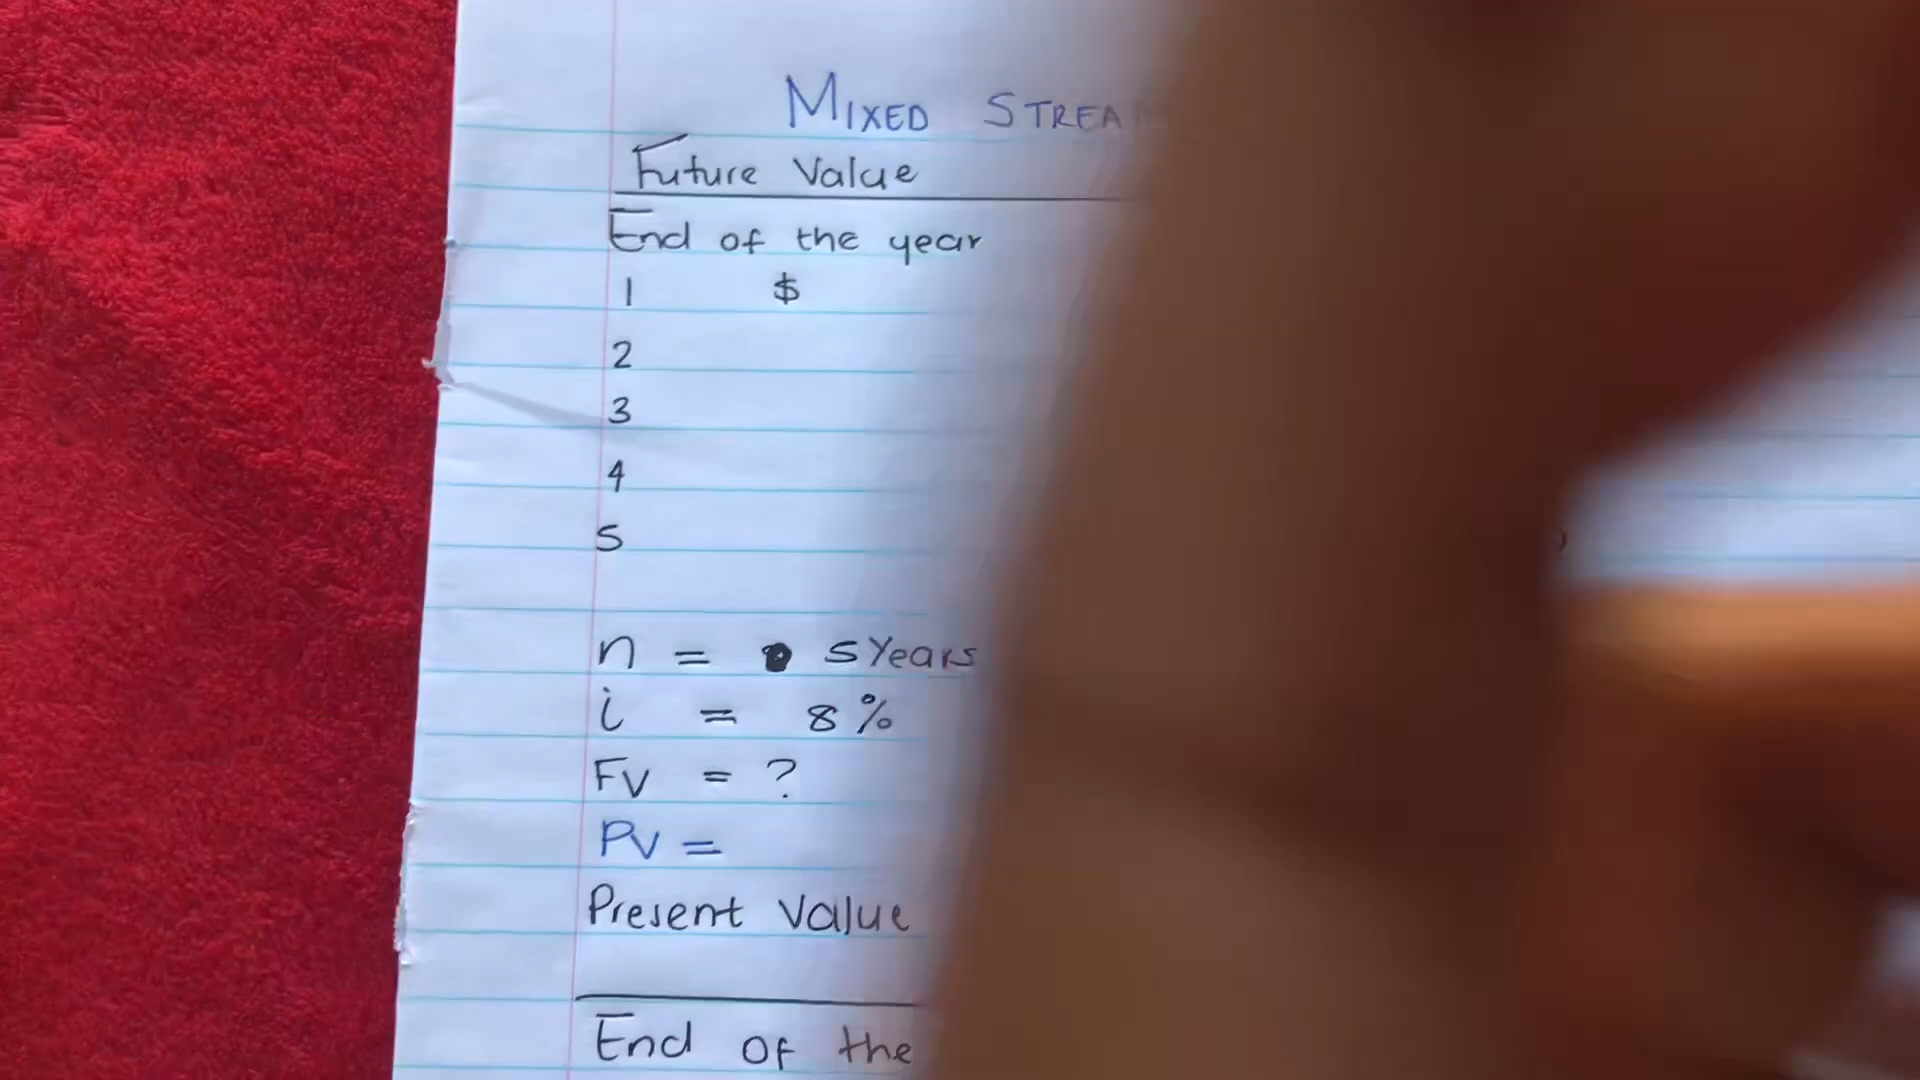 MIXED STREA
Future Value
End of the year
1 $
2
3
4
5
n = 5 Years
i = 8%
FV = ?
PV =
Present Value
End of the